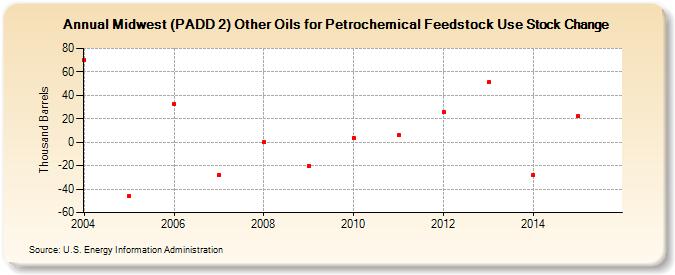 Annual Midwest (PADD 2) Other Oils for Petrochemical Feedstock Use Stock Change
Thousand Barrels
80
60
40
20
0
-20
-40
-60
2004 2006 2008 2010 2012 2014
Source: U.S. Energy Information Administration